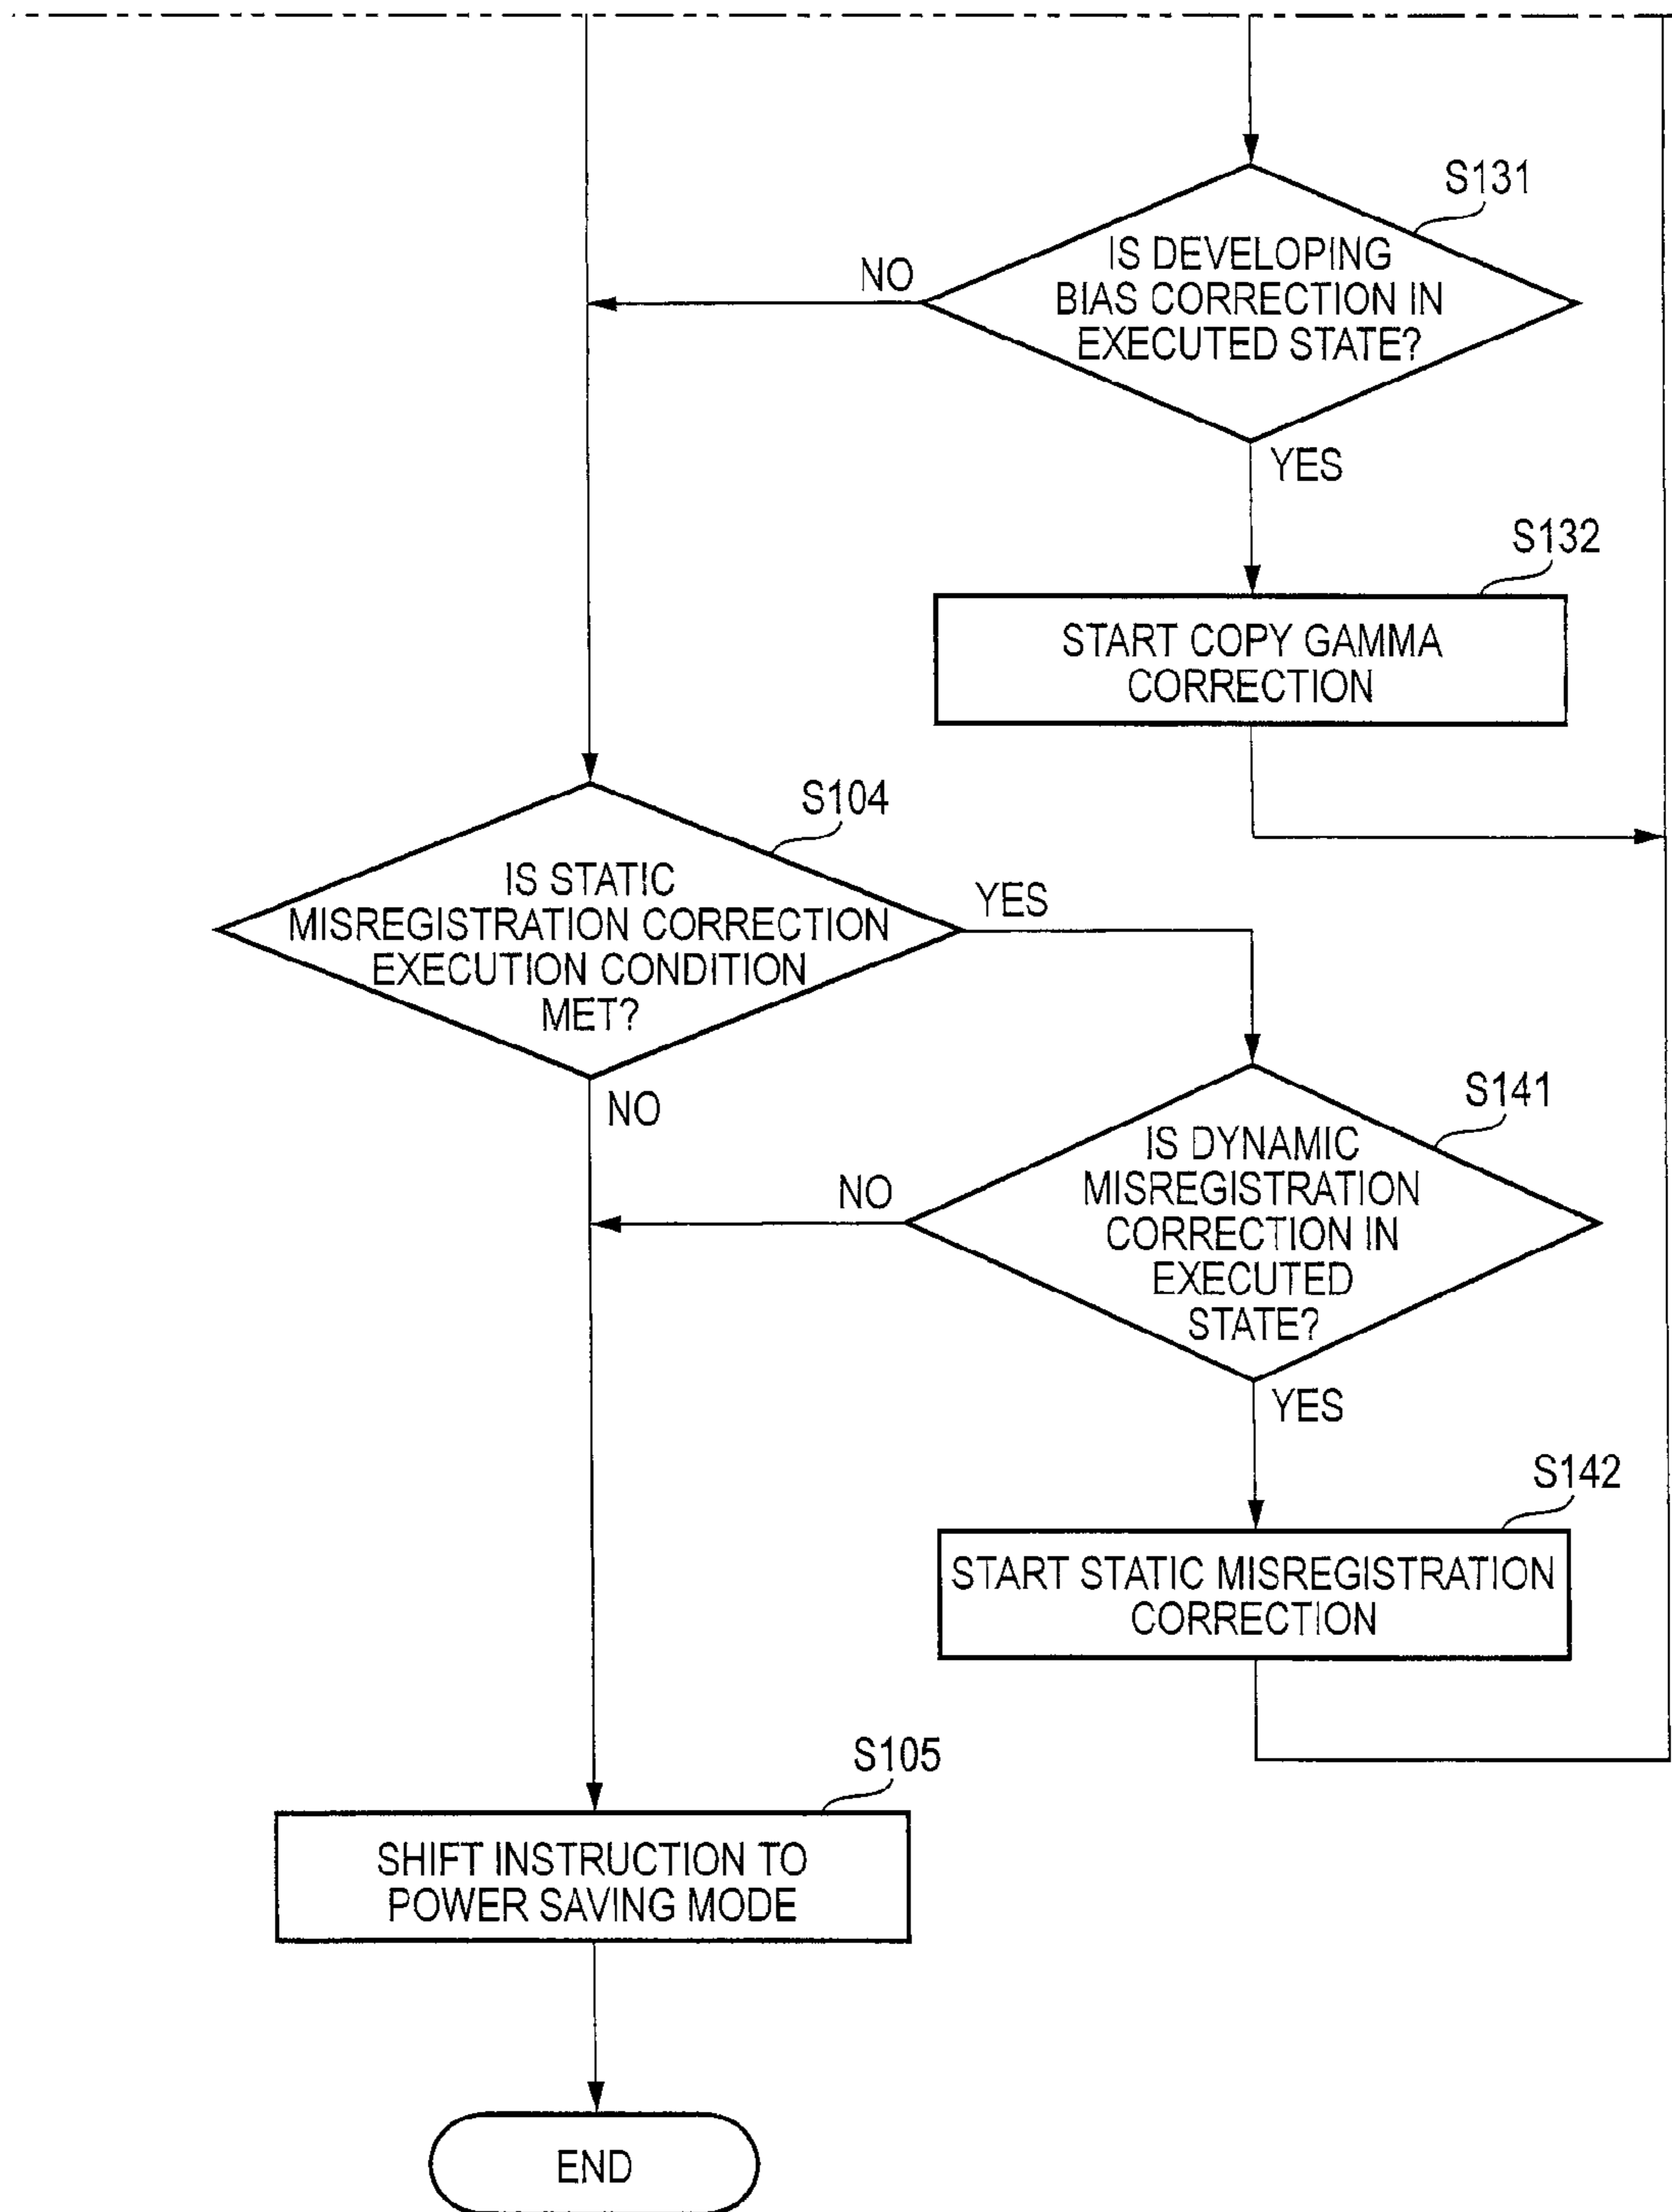 S131
IS DEVELOPING
BIAS CORRECTION IN
EXECUTED STATE?
NO
YES
S132
START COPY GAMMA
CORRECTION
S104
IS STATIC
MISREGISTRATION CORRECTION
EXECUTION CONDITION
MET?
YES
NO
S141
IS DYNAMIC
MISREGISTRATION
CORRECTION IN
EXECUTED
STATE?
NO
YES
S142
START STATIC MISREGISTRATION
CORRECTION
S105
SHIFT INSTRUCTION TO
POWER SAVING MODE
END